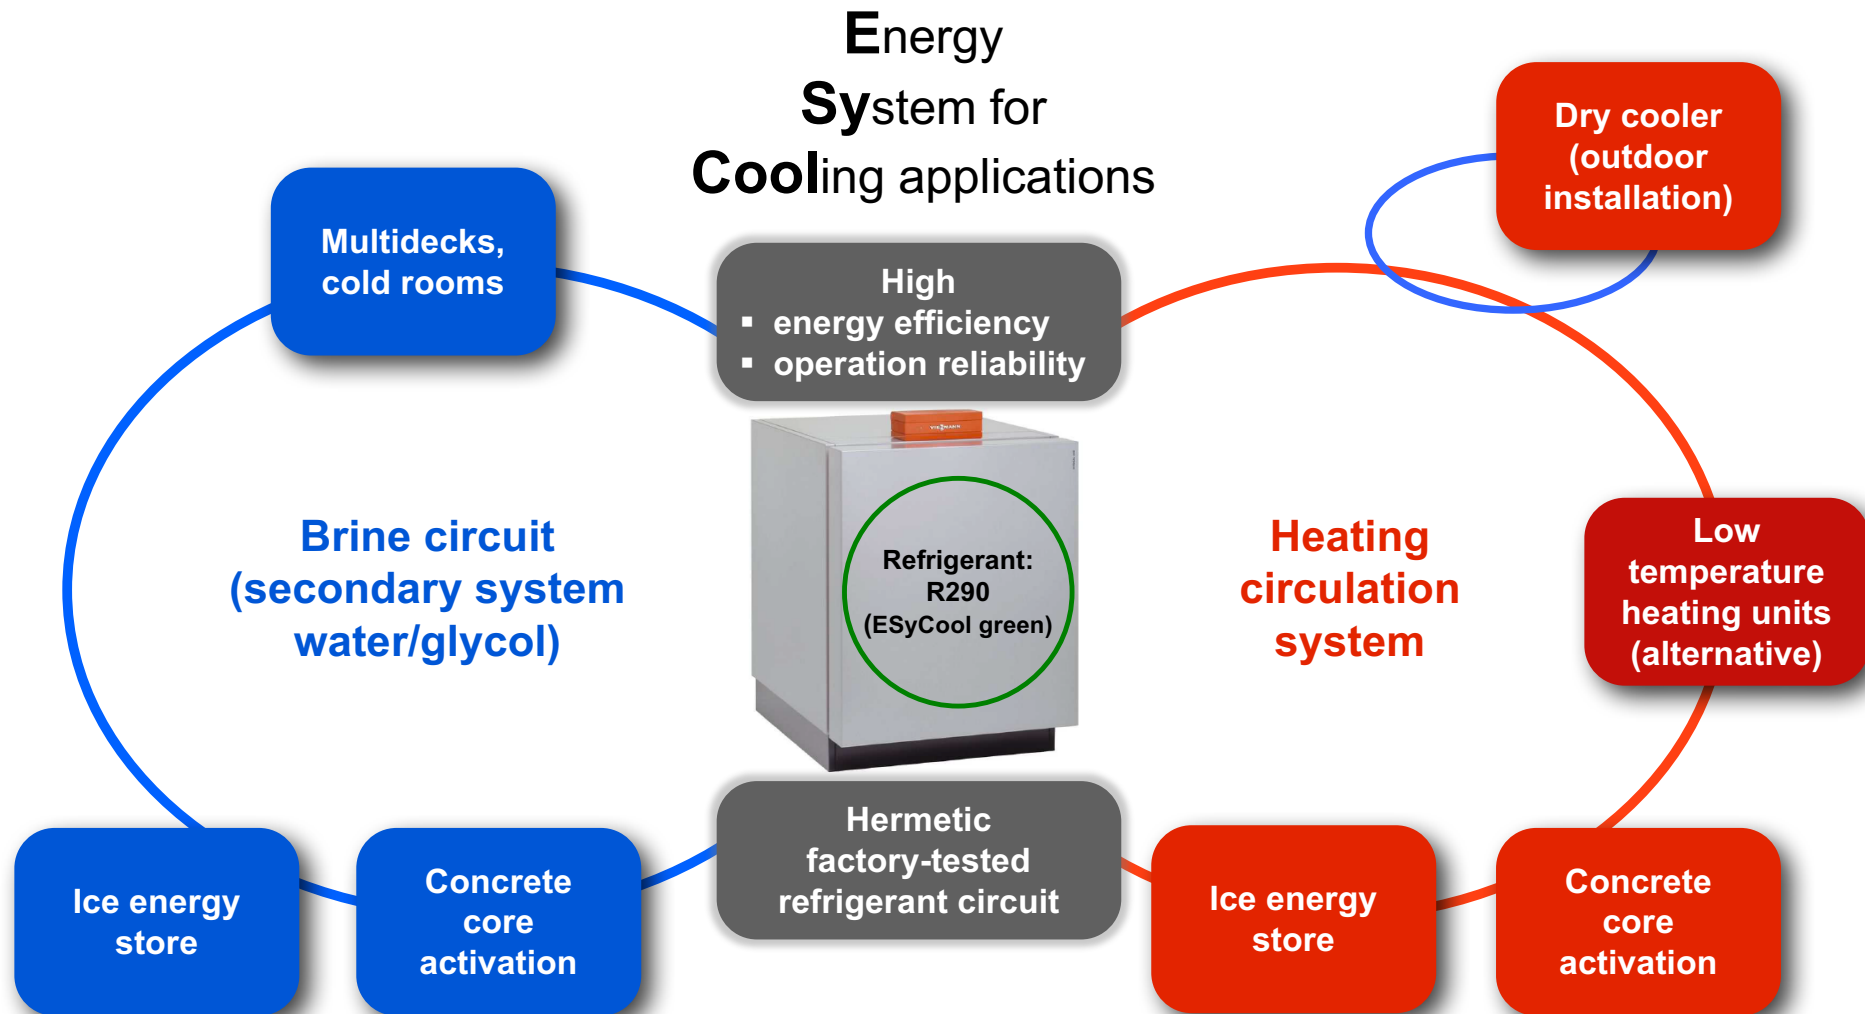 Energy
System for
Cooling applications
Dry cooler
(outdoor
installation)
Multidecks,
cold rooms
High
▪ energy efficiency
▪ operation reliability
VIESMANN
Brine circuit
(secondary system
water/glycol)
Refrigerant:
R290
(ESyCool green)
Heating
circulation
system
Low
temperature
heating units
(alternative)
Ice energy
store
Concrete
core
activation
Hermetic
factory-tested
refrigerant circuit
Ice energy
store
Concrete
core
activation